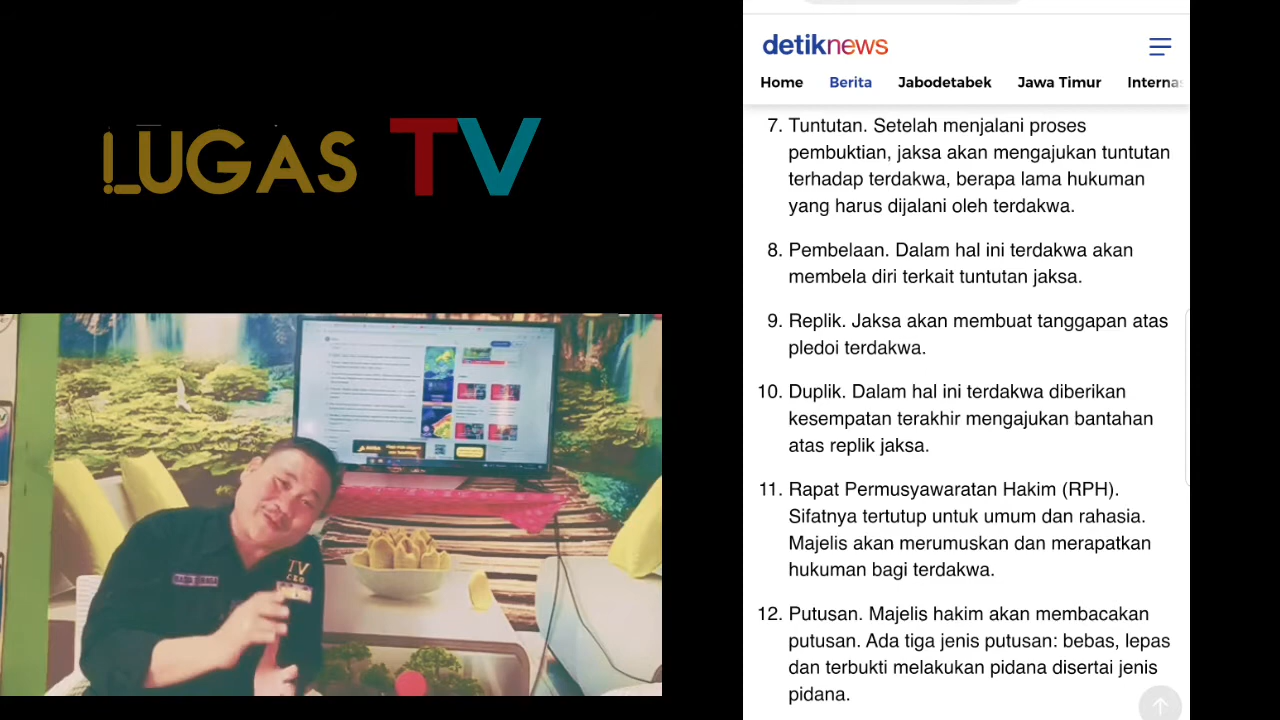 LUGAS TV
TV
CEO
detiknews
Home Berita Jabodetabek Jawa Timur Interna
7. Tuntutan. Setelah menjalani proses
pembuktian, jaksa akan mengajukan tuntutan
terhadap terdakwa, berapa lama hukuman
yang harus dijalani oleh terdakwa.
8. Pembelaan. Dalam hal ini terdakwa akan
membela diri terkait tuntutan jaksa.
9. Replik. Jaksa akan membuat tanggapan atas
pledoi terdakwa.
10. Duplik. Dalam hal ini terdakwa diberikan
kesempatan terakhir mengajukan bantahan
atas replik jaksa.
11. Rapat Permusyawaratan Hakim (RPH).
Sifatnya tertutup untuk umum dan rahasia.
Majelis akan merumuskan dan merapatkan
hukuman bagi terdakwa.
12. Putusan. Majelis hakim akan membacakan
putusan. Ada tiga jenis putusan: bebas, lepas
dan terbukti melakukan pidana disertai jenis
pidana.